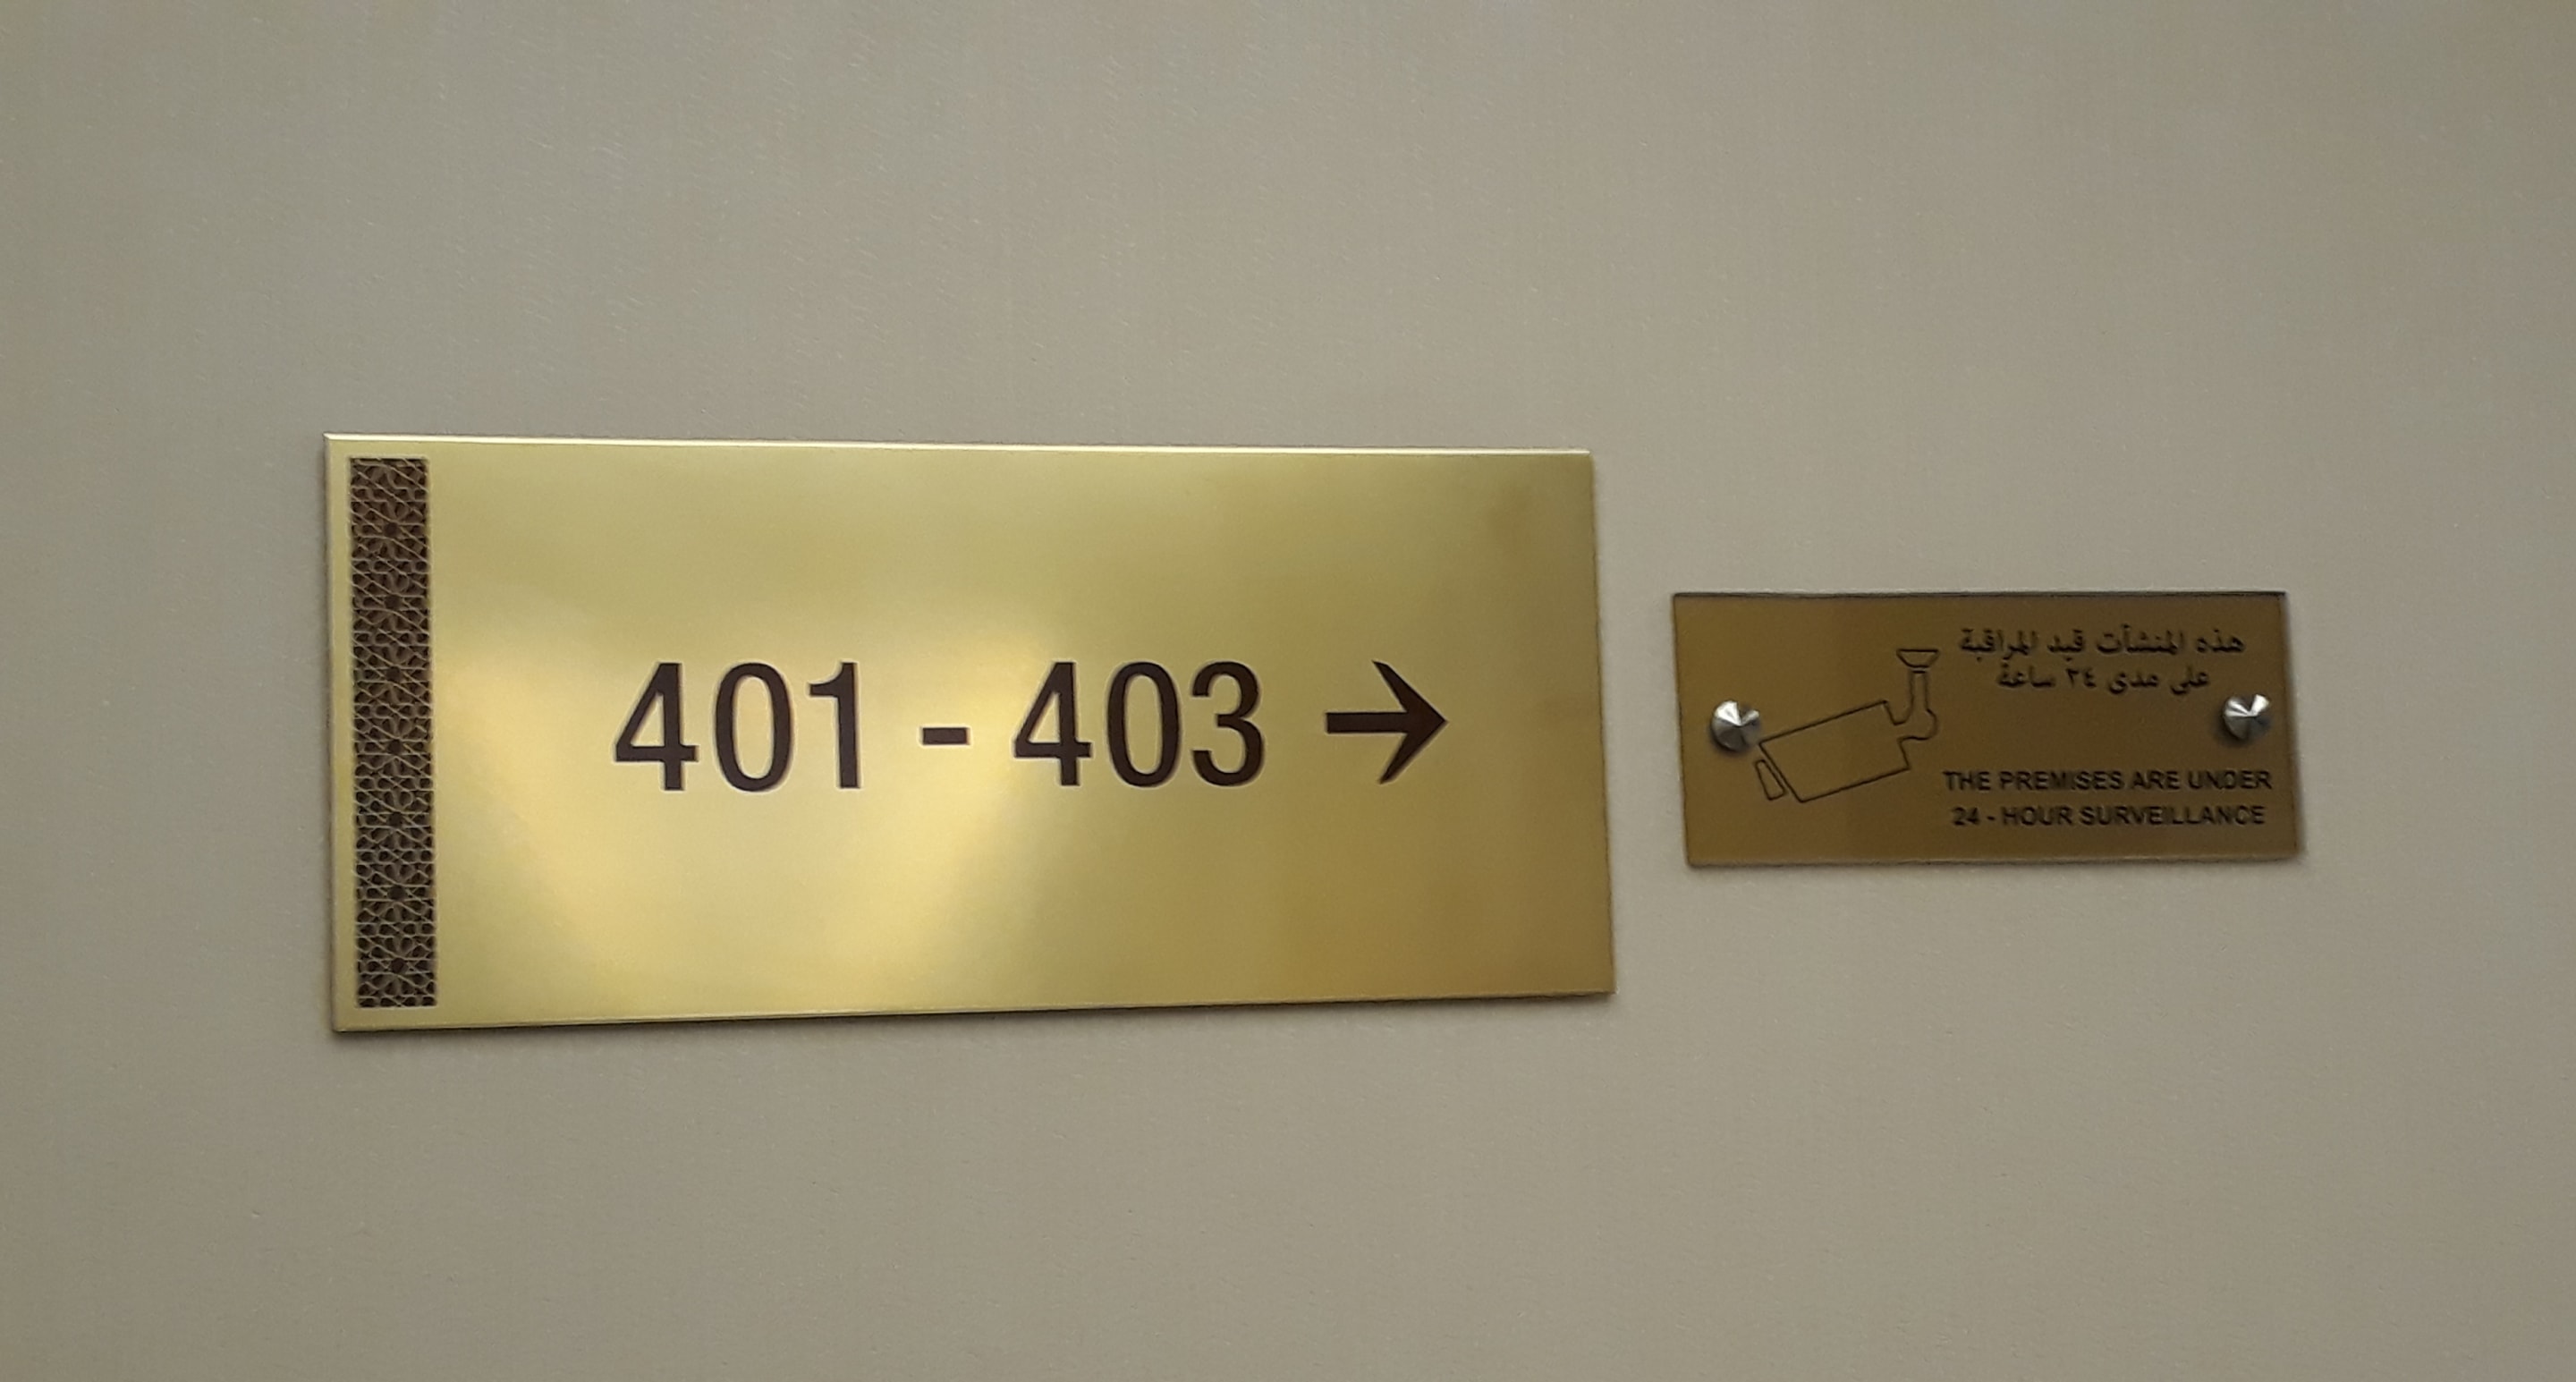 401 - 403 →
هذه المنشآت قيد المراقبة
على مدى ٢٤ ساعة
THE PREMISES ARE UNDER
24 - HOUR SURVEILLANCE